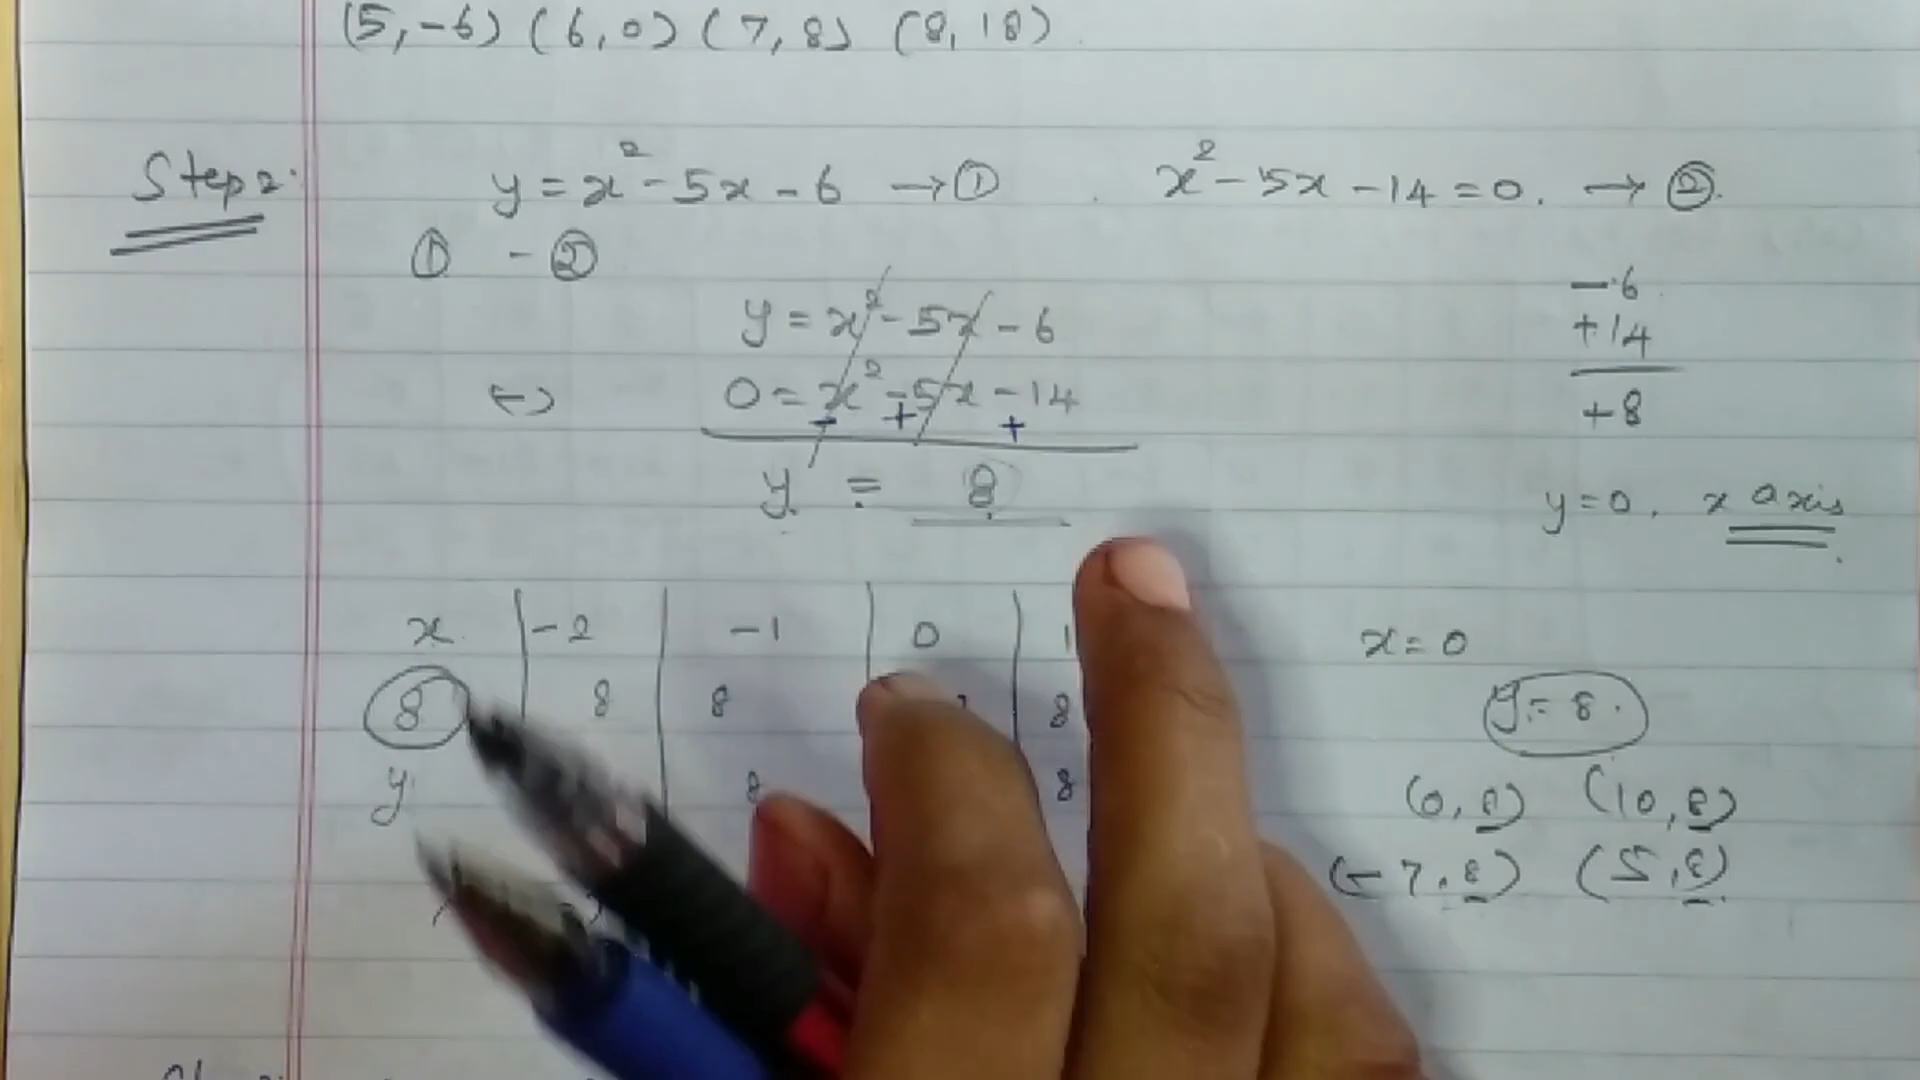 (5,-6) (6,0) (7,8) (8,18)
Step 2. y = x² - 5x - 6 → ① x² - 5x - 14 = 0. → ②.
① - ②
y = x² - 5x - 6
(-) 0 = x² - 5x - 14
- + +
y = 8
-6
+14
+8
y=0. x axis
x -2 -1 0 1
8 8 8 8
y 8 8
x = 0
y = 8.
(0,8) (10,8)
(-7,8) (5,8)